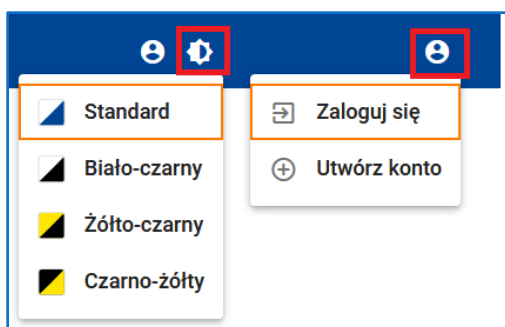 Standard
Biało-czarny
Żółto-czarny
Czarno-żółty
Zaloguj się
Utwórz konto